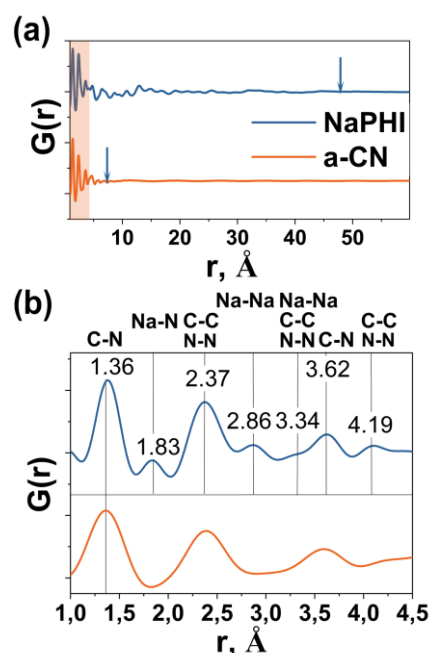 (a)
G(r)
NaPHI
a-CN
10 20 30 40 50
r, Å
(b)
Na-Na Na-Na
C-C C-C C-C
C-N Na-N N-N N-N C-N N-N
1.36 2.37 3.62
1.83 2.86 3.34 4.19
G(r)
1,0 1,5 2,0 2,5 3,0 3,5 4,0 4,5
r, Å